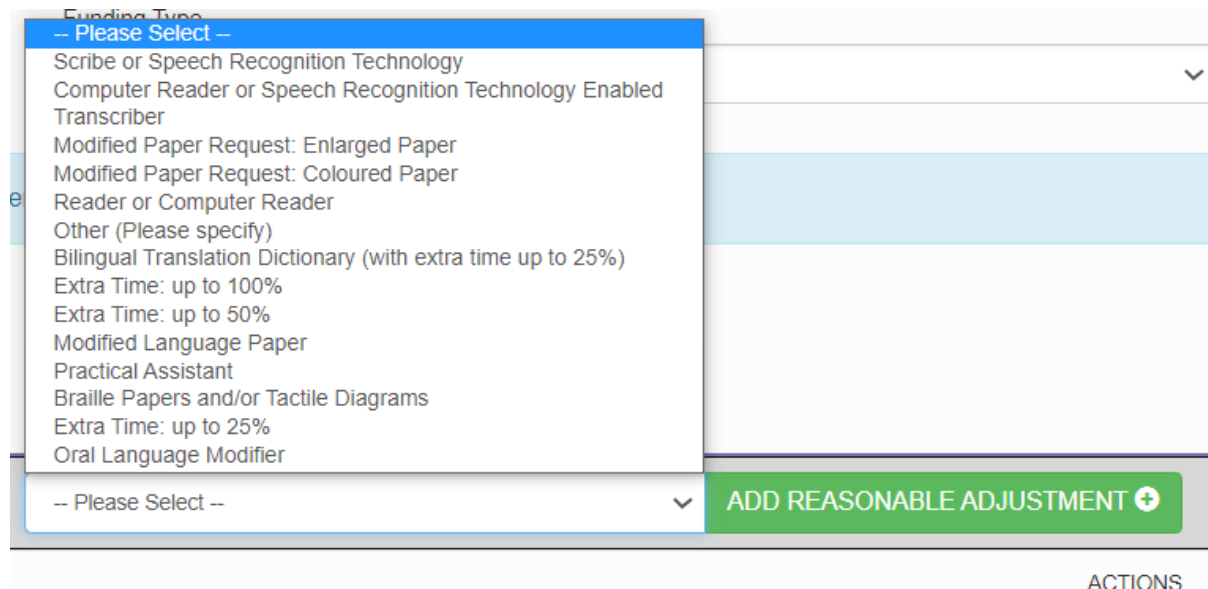 Funding Type
-- Please Select --
Scribe or Speech Recognition Technology
Computer Reader or Speech Recognition Technology Enabled
Transcriber
Modified Paper Request: Enlarged Paper
Modified Paper Request: Coloured Paper
Reader or Computer Reader
Other (Please specify)
Bilingual Translation Dictionary (with extra time up to 25%)
Extra Time: up to 100%
Extra Time: up to 50%
Modified Language Paper
Practical Assistant
Braille Papers and/or Tactile Diagrams
Extra Time: up to 25%
Oral Language Modifier
-- Please Select --
ADD REASONABLE ADJUSTMENT
ACTIONS